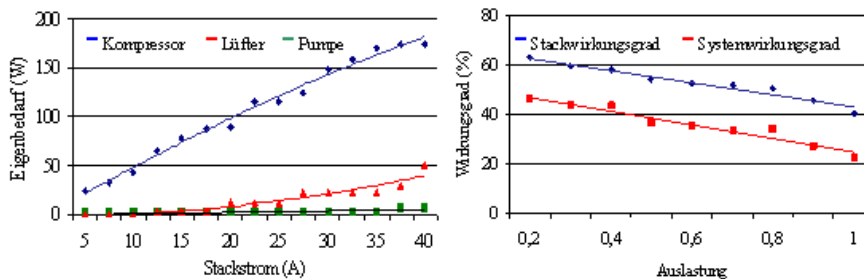 Eigenbedarf (W)
200
150
100
50
0
Kompressor Lüfter Pumpe
5 10 15 20 25 30 35 40
Stackstrom (A)
Wirkungsgrad (%)
80
60
40
20
0
Stackwirkungsgrad Systemwirkungsgrad
0,2 0,4 0,6 0,8 1
Auslastung